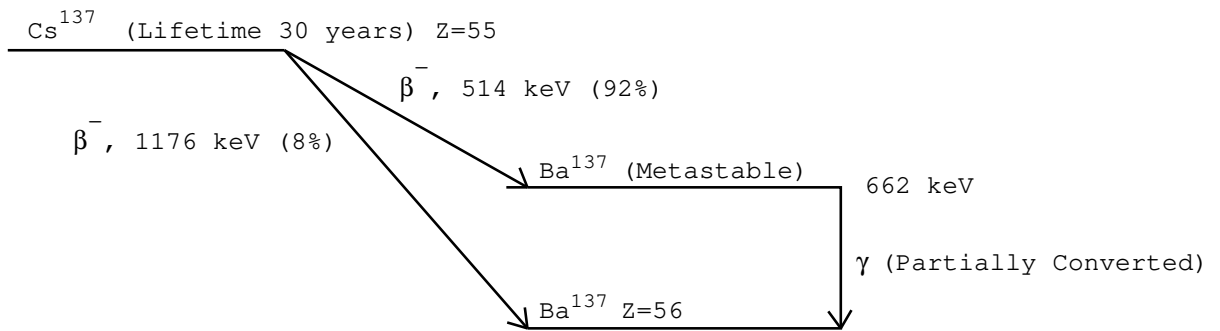 Cs¹³⁷ (Lifetime 30 years) Z=55
β⁻, 514 keV (92%)
β⁻, 1176 keV (8%)
Ba¹³⁷ (Metastable)
662 keV
γ (Partially Converted)
Ba¹³⁷ Z=56